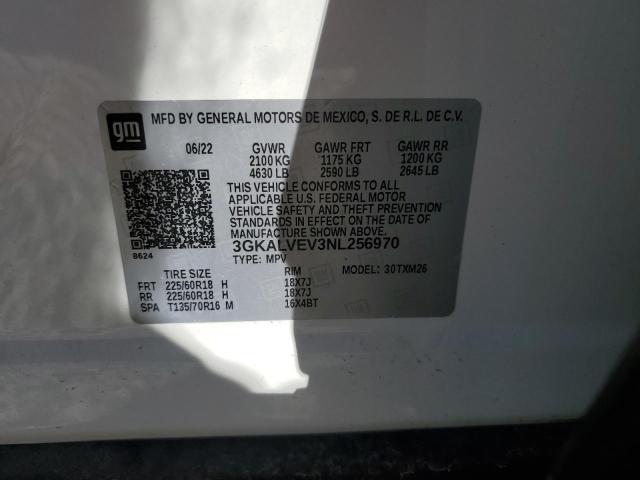 gm
MFD BY GENERAL MOTORS DE MEXICO, S. DE R.L. DE C.V.
06/22 GVWR GAWR FRT GAWR RR
2100 KG 1175 KG 1200 KG
4630 LB 2590 LB 2645 LB
THIS VEHICLE CONFORMS TO ALL
APPLICABLE U.S. FEDERAL MOTOR
VEHICLE SAFETY AND THEFT PREVENTION
STANDARDS IN EFFECT ON THE DATE OF
MANUFACTURE SHOWN ABOVE.
3GKALVEV3NL256970
8624 TYPE: MPV
TIRE SIZE RIM MODEL: 30TXM26
FRT 225/60R18 H 18X7J
RR 225/60R18 H 18X7J
SPA T135/70R16 M 16X4BT